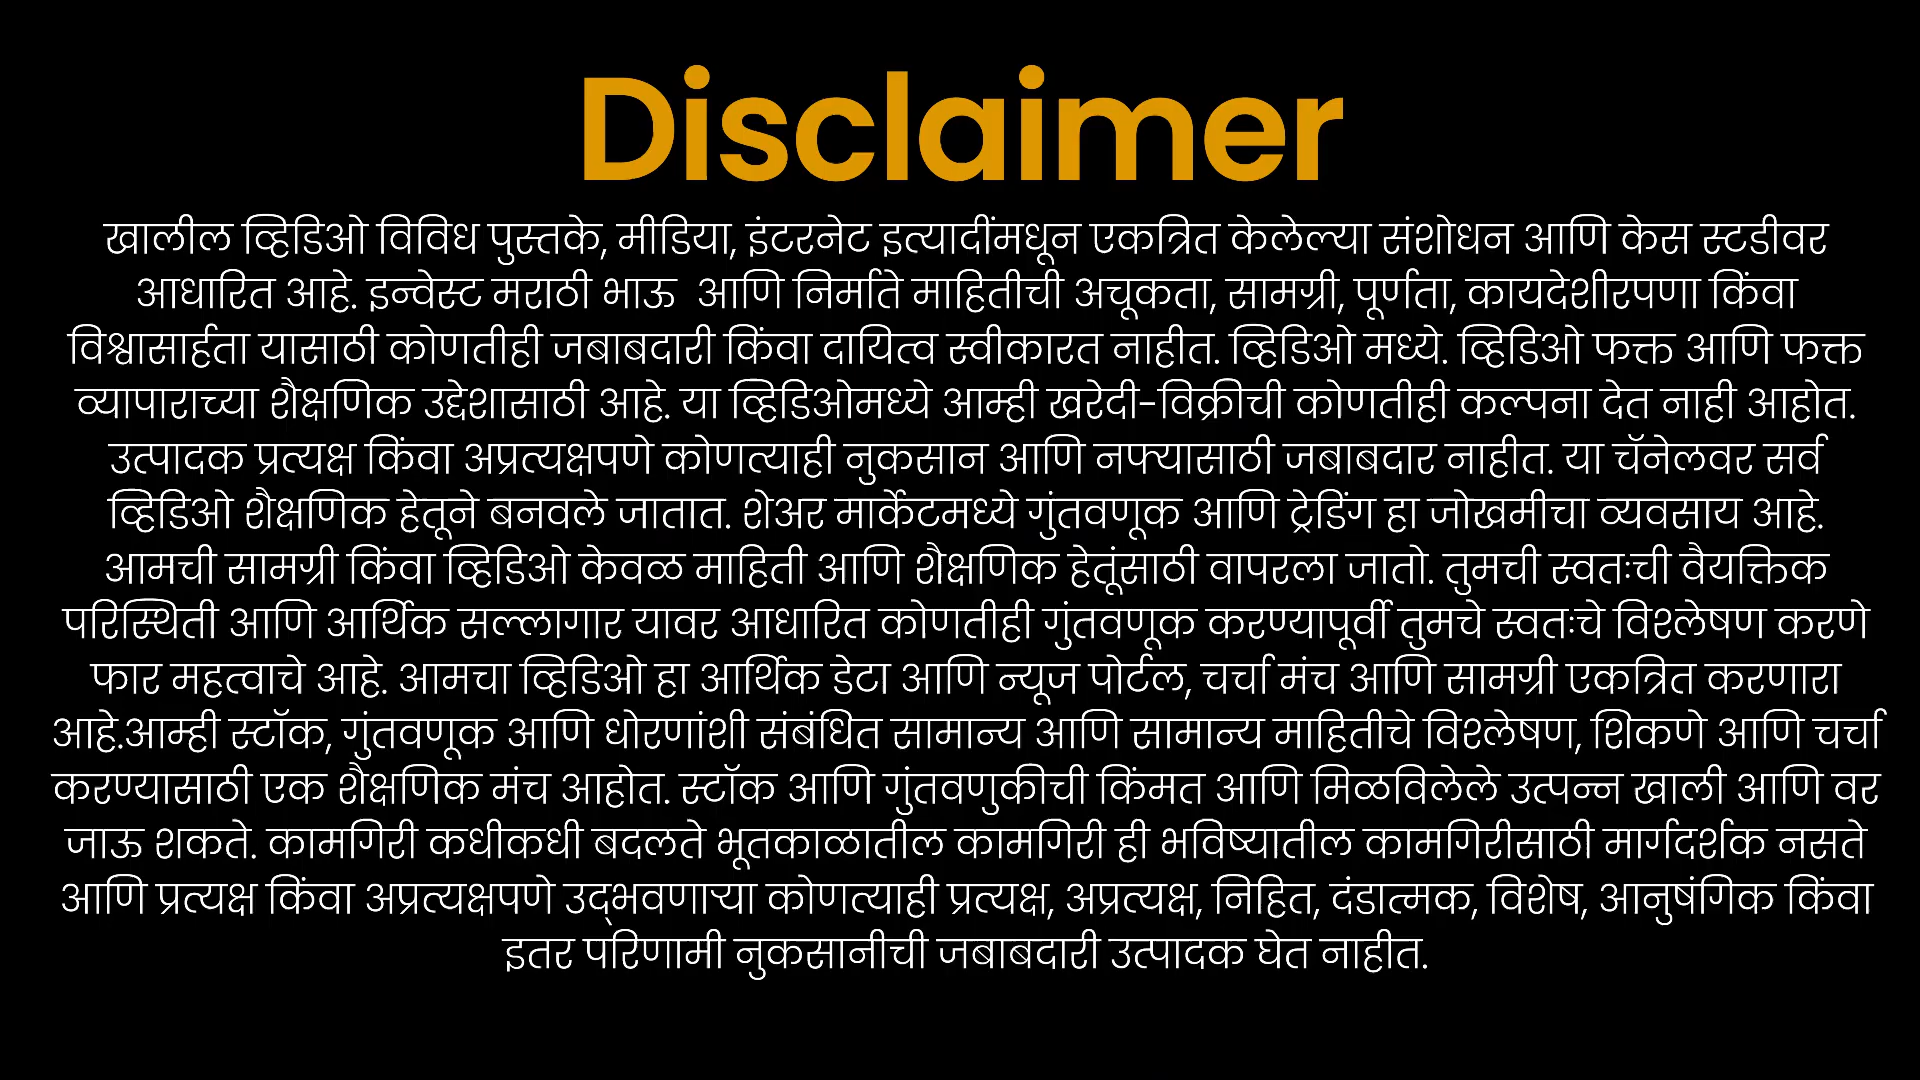 Disclaimer
खालील व्हिडिओ विविध पुस्तके, मीडिया, इंटरनेट इत्यादींमधून एकत्रित केलेल्या संशोधन आणि केस स्टडीवर
आधारित आहे. इन्वेस्ट मराठी भाऊ  आणि निर्माते माहितीची अचूकता, सामग्री, पूर्णता, कायदेशीरपणा किंवा
विश्वासार्हता यासाठी कोणतीही जबाबदारी किंवा दायित्व स्वीकारत नाहीत. व्हिडिओ मध्ये. व्हिडिओ फक्त आणि फक्त
व्यापाराच्या शैक्षणिक उद्देशासाठी आहे. या व्हिडिओमध्ये आम्ही खरेदी-विक्रीची कोणतीही कल्पना देत नाही आहोत.
उत्पादक प्रत्यक्ष किंवा अप्रत्यक्षपणे कोणत्याही नुकसान आणि नफ्यासाठी जबाबदार नाहीत. या चॅनेलवर सर्व
व्हिडिओ शैक्षणिक हेतूने बनवले जातात. शेअर मार्केटमध्ये गुंतवणूक आणि ट्रेडिंग हा जोखमीचा व्यवसाय आहे.
आमची सामग्री किंवा व्हिडिओ केवळ माहिती आणि शैक्षणिक हेतूंसाठी वापरला जातो. तुमची स्वतःची वैयक्तिक
परिस्थिती आणि आर्थिक सल्लागार यावर आधारित कोणतीही गुंतवणूक करण्यापूर्वी तुमचे स्वतःचे विश्लेषण करणे
फार महत्वाचे आहे. आमचा व्हिडिओ हा आर्थिक डेटा आणि न्यूज पोर्टल, चर्चा मंच आणि सामग्री एकत्रित करणारा
आहे.आम्ही स्टॉक, गुंतवणूक आणि धोरणांशी संबंधित सामान्य आणि सामान्य माहितीचे विश्लेषण, शिकणे आणि चर्चा
करण्यासाठी एक शैक्षणिक मंच आहोत. स्टॉक आणि गुंतवणुकीची किंमत आणि मिळविलेले उत्पन्न खाली आणि वर
जाऊ शकते. कामगिरी कधीकधी बदलते भूतकाळातील कामगिरी ही भविष्यातील कामगिरीसाठी मार्गदर्शक नसते
आणि प्रत्यक्ष किंवा अप्रत्यक्षपणे उद्भवणाऱ्या कोणत्याही प्रत्यक्ष, अप्रत्यक्ष, निहित, दंडात्मक, विशेष, आनुषंगिक किंवा
इतर परिणामी नुकसानीची जबाबदारी उत्पादक घेत नाहीत.